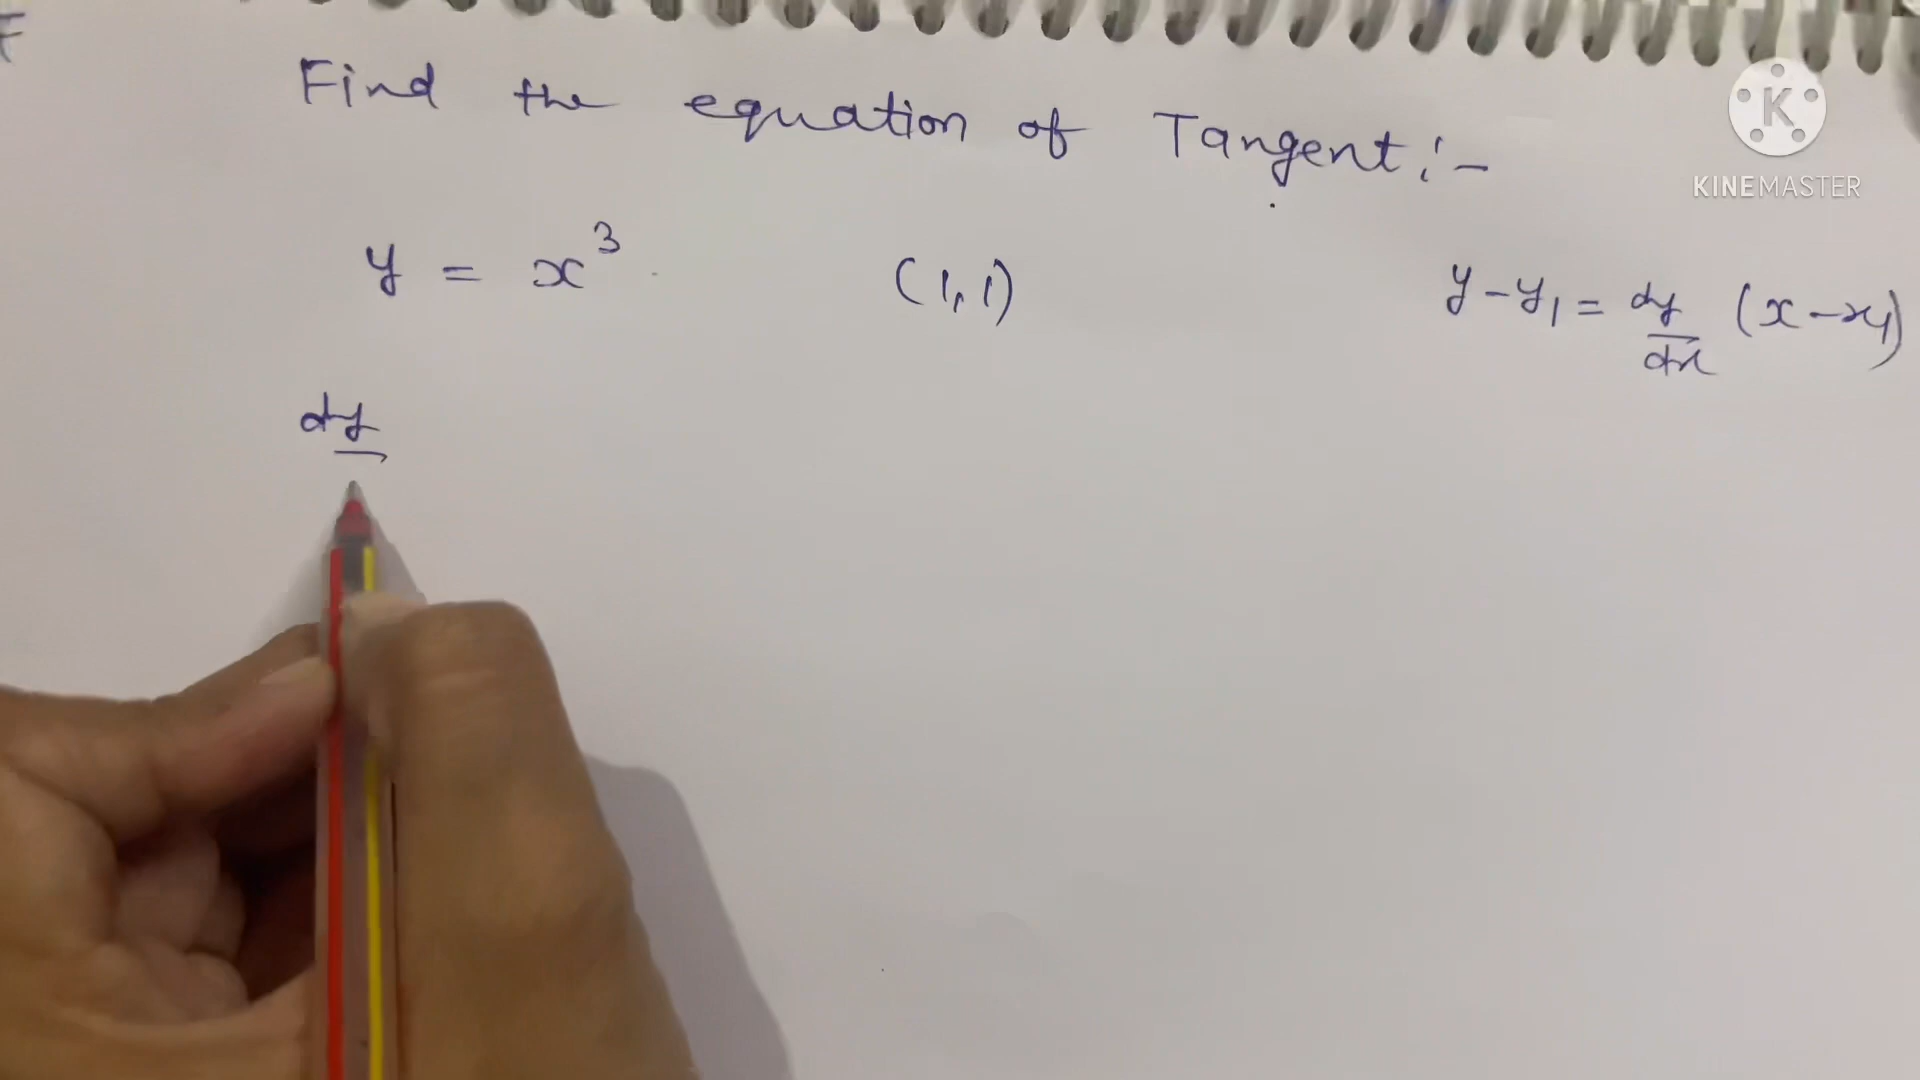 Find the equation of Tangent :-
KINEMASTER
y = x³ (1,1) y - y₁ = dy/dx (x - x₁)
dy